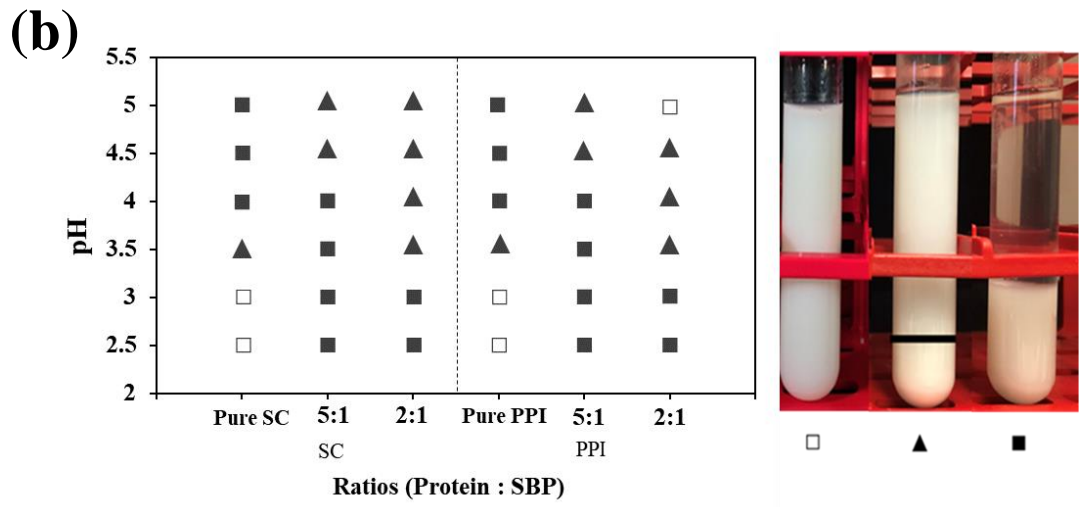 (b)
5.5
5
4.5
4
3.5
3
2.5
2
pH
Pure SC 5:1 2:1 Pure PPI 5:1 2:1
SC PPI
Ratios (Protein : SBP)